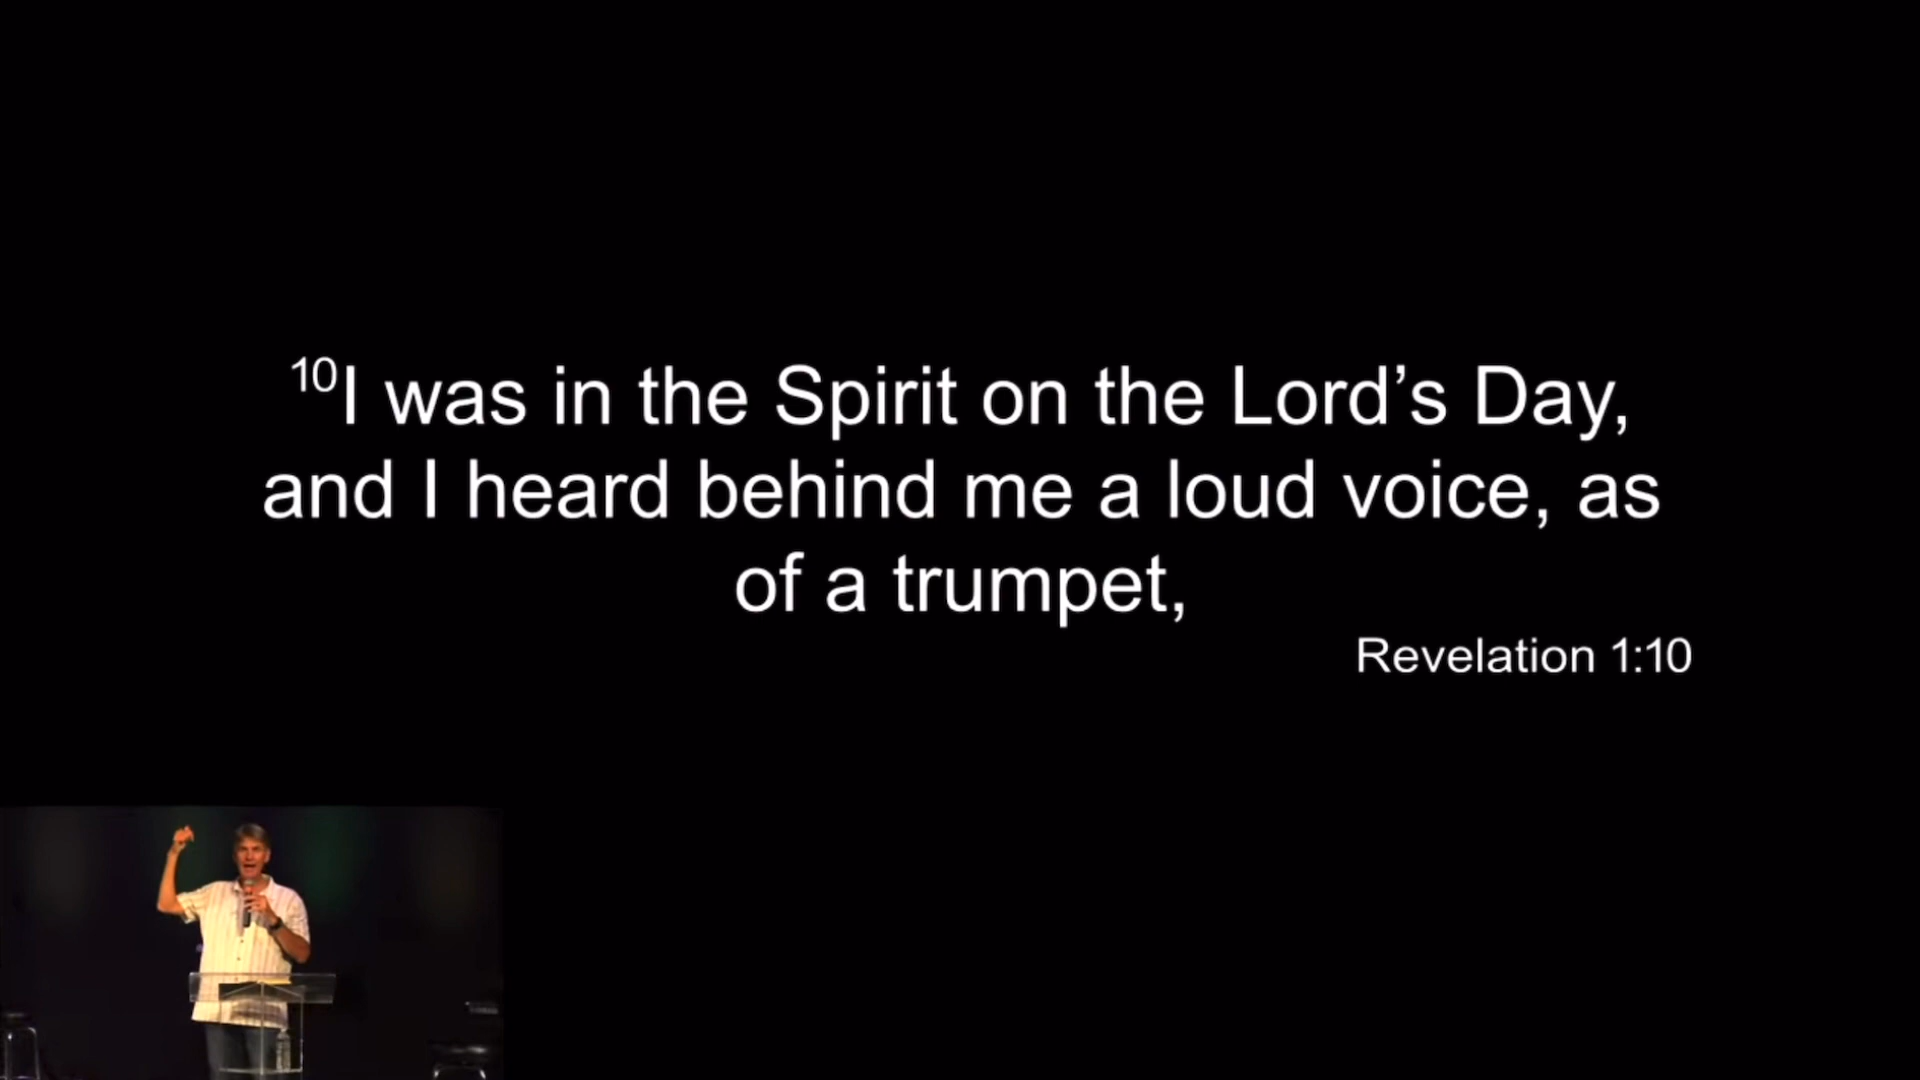 ¹⁰I was in the Spirit on the Lord’s Day,
and I heard behind me a loud voice, as
of a trumpet,
Revelation 1:10